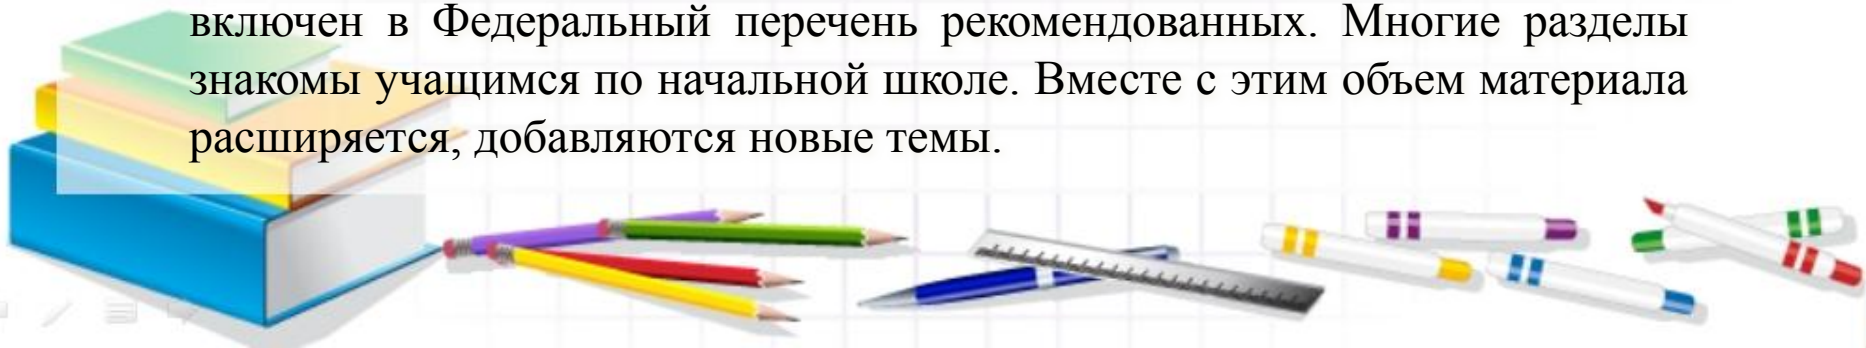 включен в Федеральный перечень рекомендованных. Многие разделы
знакомы учащимся по начальной школе. Вместе с этим объем материала
расширяется, добавляются новые темы.